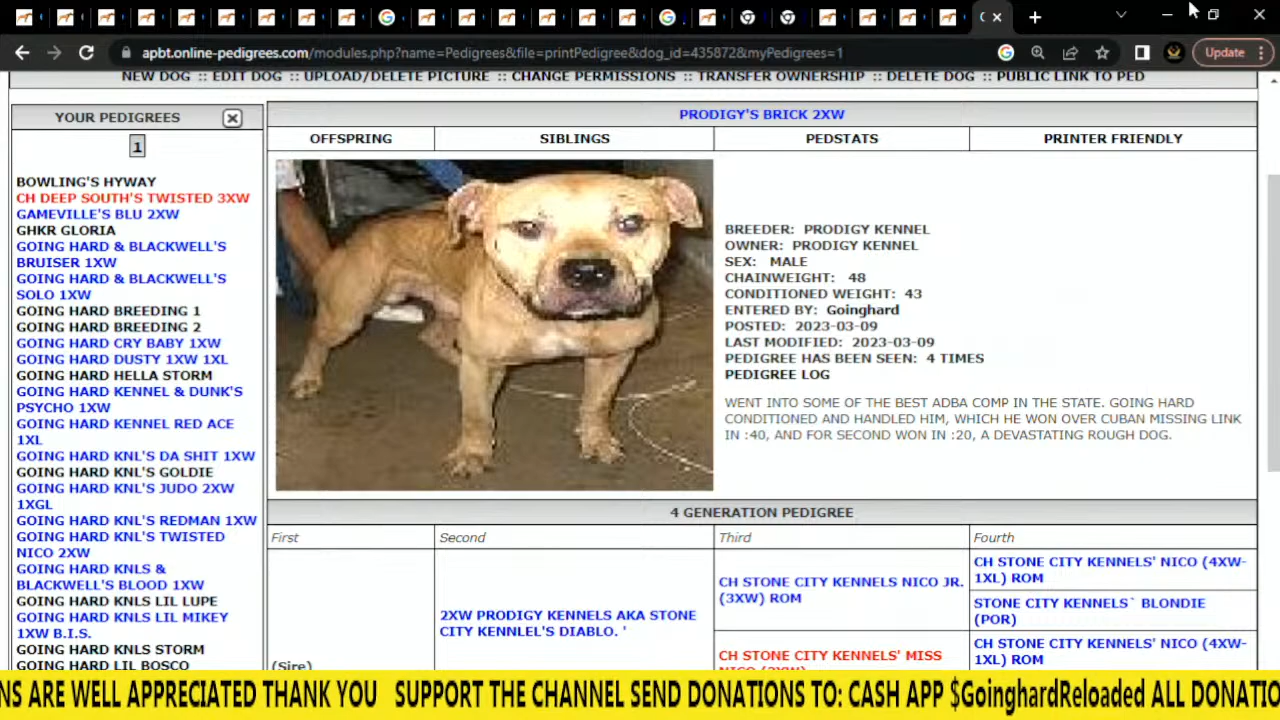 apbt.online-pedigrees.com/modules.php?name=Pedigrees&file=printPedigree&dog_id=435872&myPedigrees=1
Update
NEW DOG :: EDIT DOG :: UPLOAD/DELETE PICTURE :: CHANGE PERMISSIONS :: TRANSFER OWNERSHIP :: DELETE DOG :: PUBLIC LINK TO PED
YOUR PEDIGREES
1
BOWLING'S HYWAY
CH DEEP SOUTH'S TWISTED 3XW
GAMEVILLE'S BLU 2XW
GHKR GLORIA
GOING HARD & BLACKWELL'S
BRUISER 1XW
GOING HARD & BLACKWELL'S
SOLO 1XW
GOING HARD BREEDING 1
GOING HARD BREEDING 2
GOING HARD CRY BABY 1XW
GOING HARD DUSTY 1XW 1XL
GOING HARD HELLA STORM
GOING HARD KENNEL & DUNK'S
PSYCHO 1XW
GOING HARD KENNEL RED ACE
1XL
GOING HARD KNL'S DA SHIT 1XW
GOING HARD KNL'S GOLDIE
GOING HARD KNL'S JUDO 2XW
1XGL
GOING HARD KNL'S REDMAN 1XW
GOING HARD KNL'S TWISTED
NICO 2XW
GOING HARD KNLS &
BLACKWELL'S BLOOD 1XW
GOING HARD KNLS LIL LUPE
GOING HARD KNLS LIL MIKEY
1XW B.I.S.
GOING HARD KNLS STORM
GOING HARD LIL BOSCO
PRODIGY'S BRICK 2XW
OFFSPRING SIBLINGS PEDSTATS PRINTER FRIENDLY
BREEDER: PRODIGY KENNEL
OWNER: PRODIGY KENNEL
SEX: MALE
CHAINWEIGHT: 48
CONDITIONED WEIGHT: 43
ENTERED BY: Goinghard
POSTED: 2023-03-09
LAST MODIFIED: 2023-03-09
PEDIGREE HAS BEEN SEEN: 4 TIMES
PEDIGREE LOG
WENT INTO SOME OF THE BEST ADBA COMP IN THE STATE. GOING HARD
CONDITIONED AND HANDLED HIM, WHICH HE WON OVER CUBAN MISSING LINK
IN :40, AND FOR SECOND WON IN :20, A DEVASTATING ROUGH DOG.
4 GENERATION PEDIGREE
First Second Third Fourth
(Sire)
2XW PRODIGY KENNELS AKA STONE
CITY KENNLEL'S DIABLO. '
CH STONE CITY KENNELS NICO JR.
(3XW) ROM
CH STONE CITY KENNELS' MISS
NICO (3XW)
CH STONE CITY KENNELS' NICO (4XW-
1XL) ROM
STONE CITY KENNELS` BLONDIE
(POR)
CH STONE CITY KENNELS' NICO (4XW-
1XL) ROM
NS ARE WELL APPRECIATED THANK YOU SUPPORT THE CHANNEL SEND DONATIONS TO: CASH APP $GoinghardReloaded ALL DONATIO